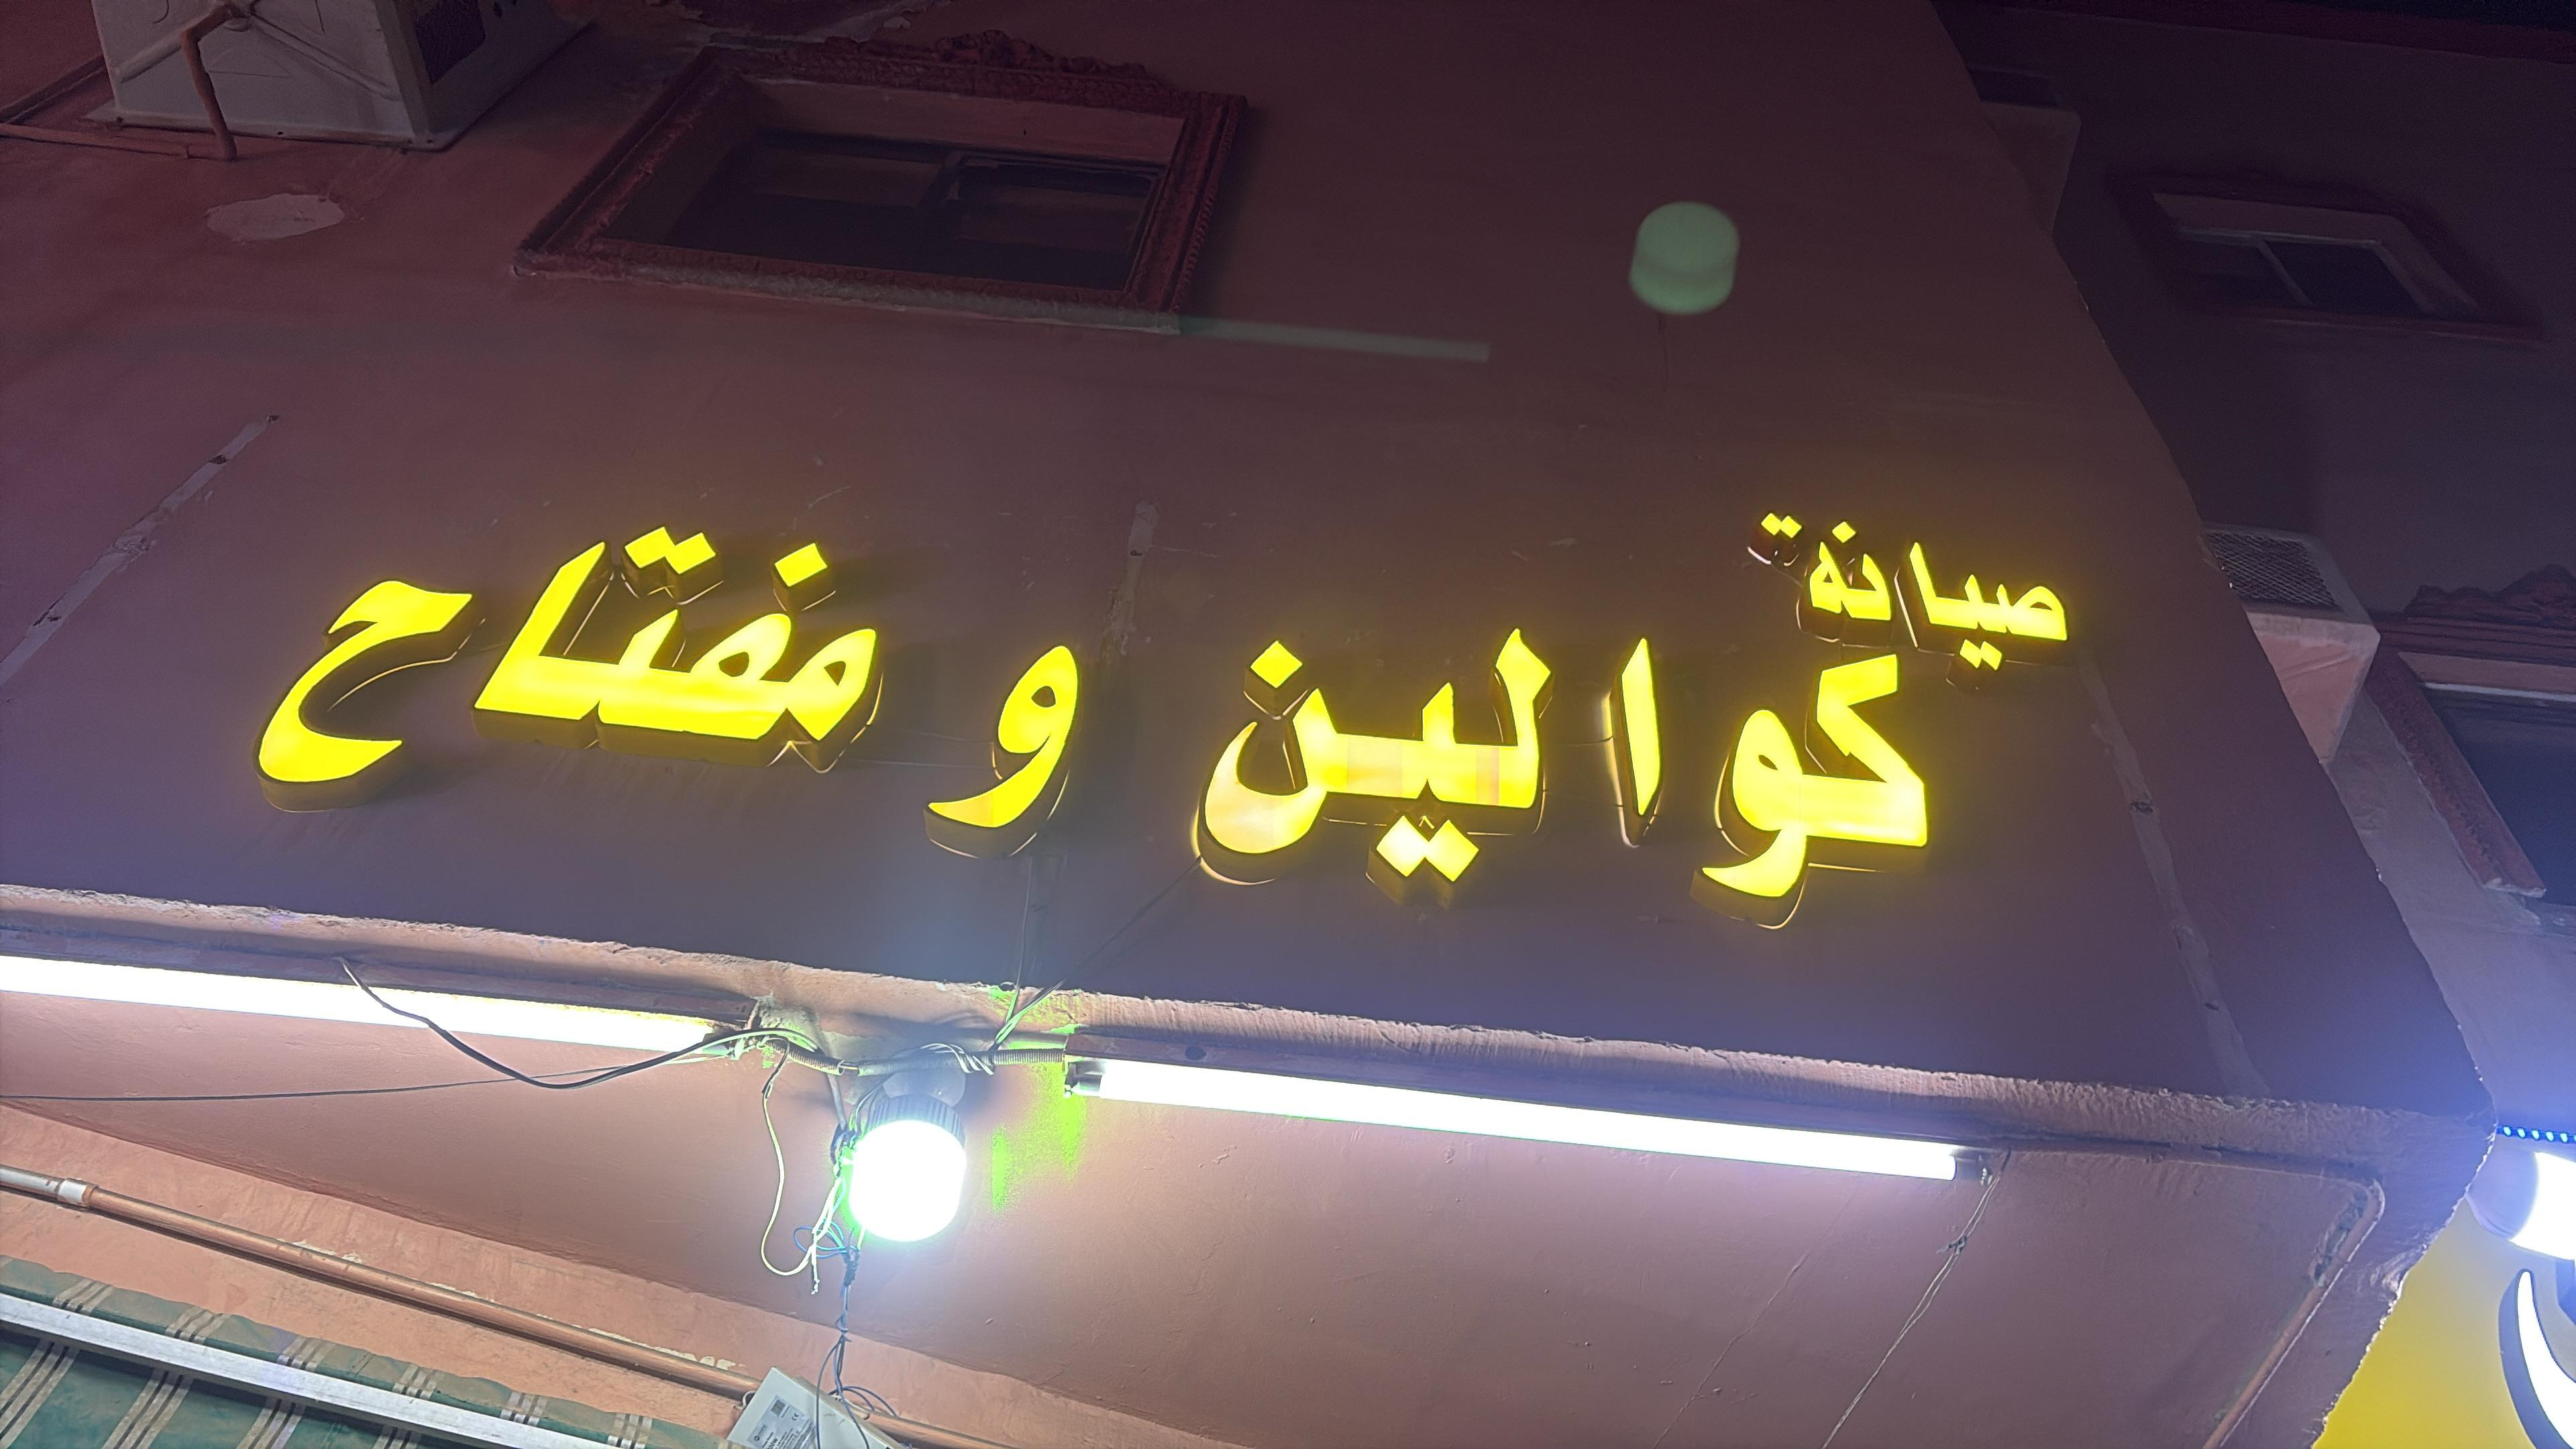 صيانة
كوالين و مفتاح